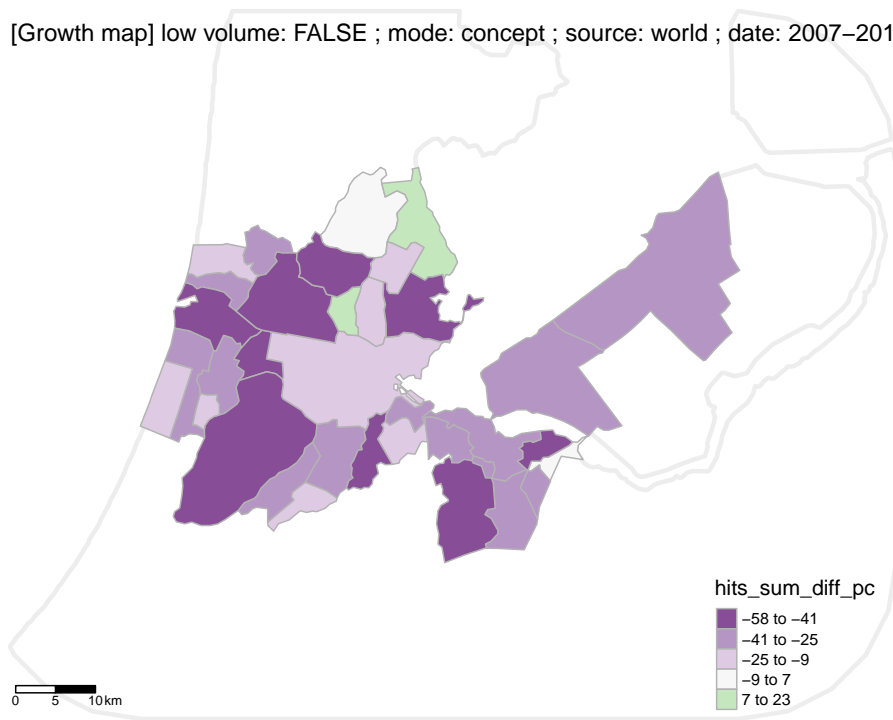 [Growth map] low volume: FALSE ; mode: concept ; source: world ; date: 2007−201
hits_sum_diff_pc
−58 to −41
−41 to −25
−25 to −9
−9 to 7
7 to 23
0 5 10 km